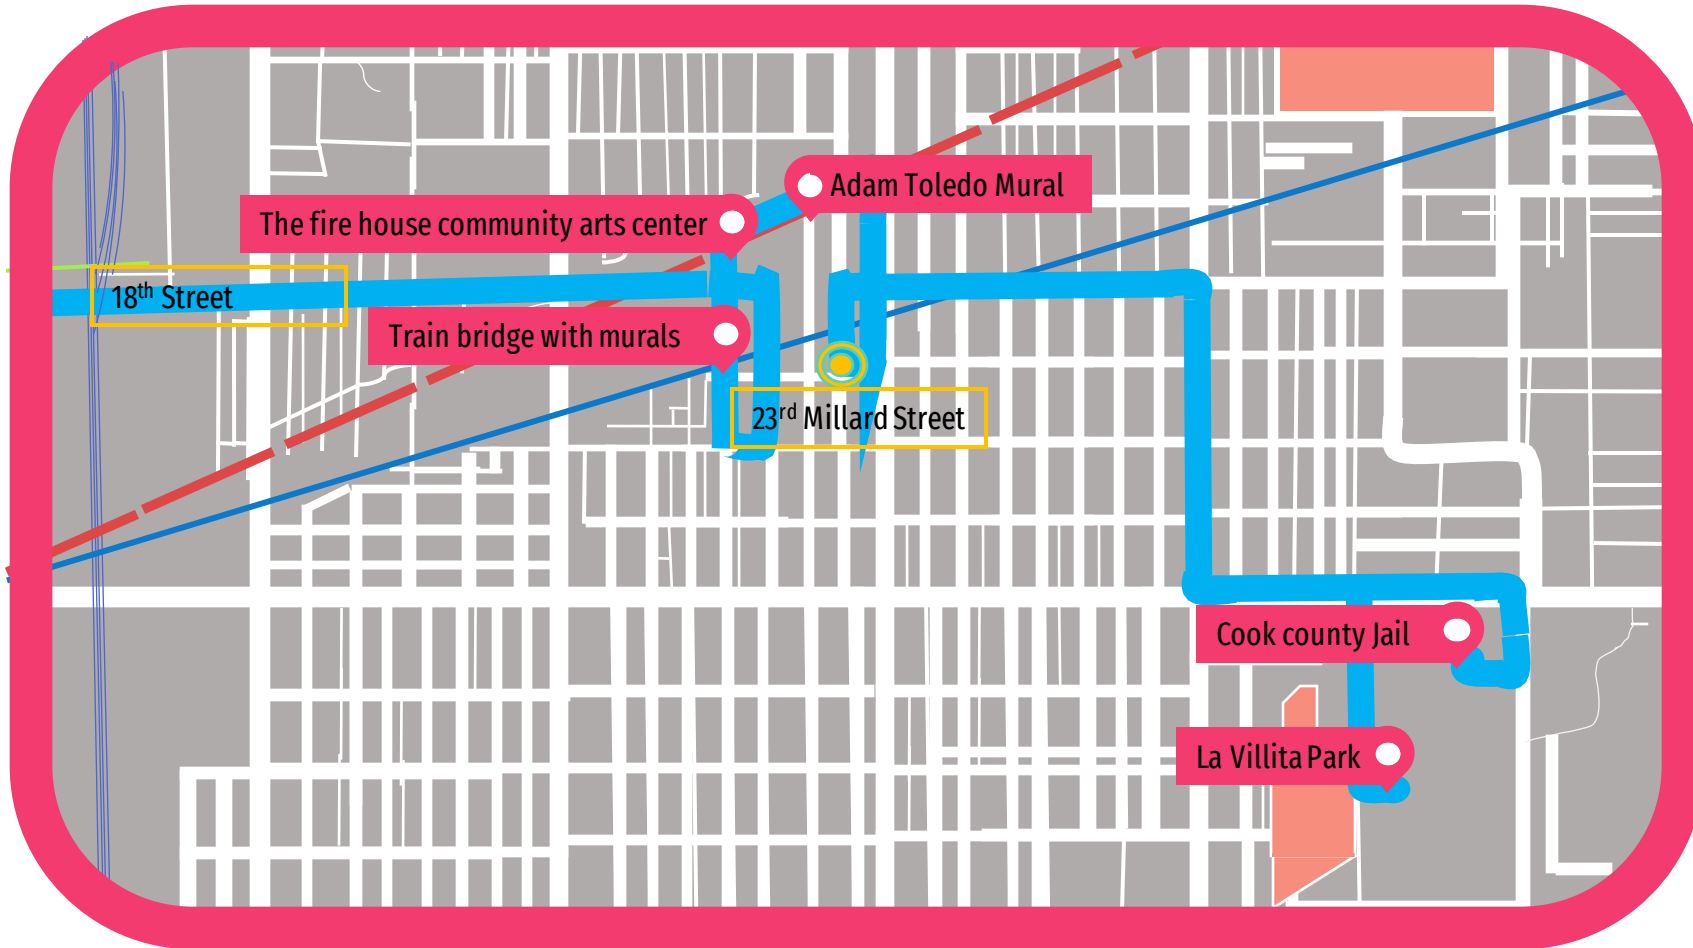 Adam Toledo Mural
The fire house community arts center
18th Street
Train bridge with murals
23rd Millard Street
Cook county Jail
La Villita Park